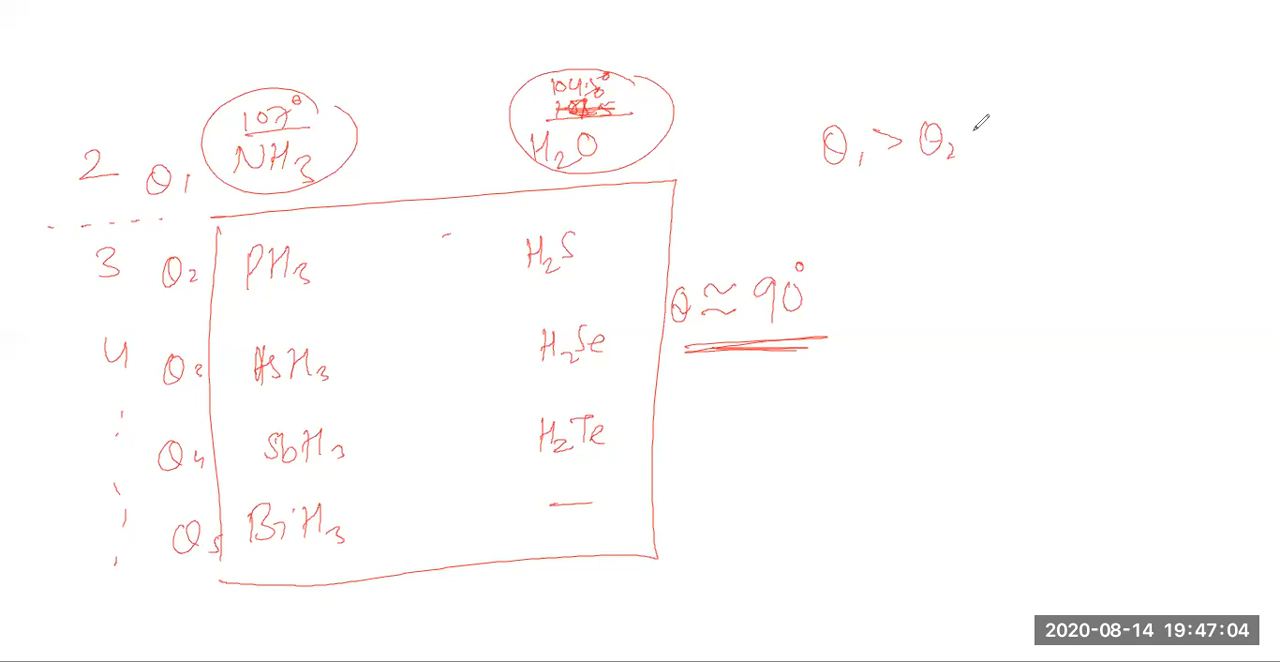 107° 104.5°
2 θ₁ NH₃ H₂O θ₁ > θ₂
3 θ₂ PH₃ H₂S
θ ≃ 90°
4 θ₃ AsH₃ H₂Se
θ₄ SbH₃ H₂Te
θ₅ BiH₃ —
2020-08-14 19:47:04